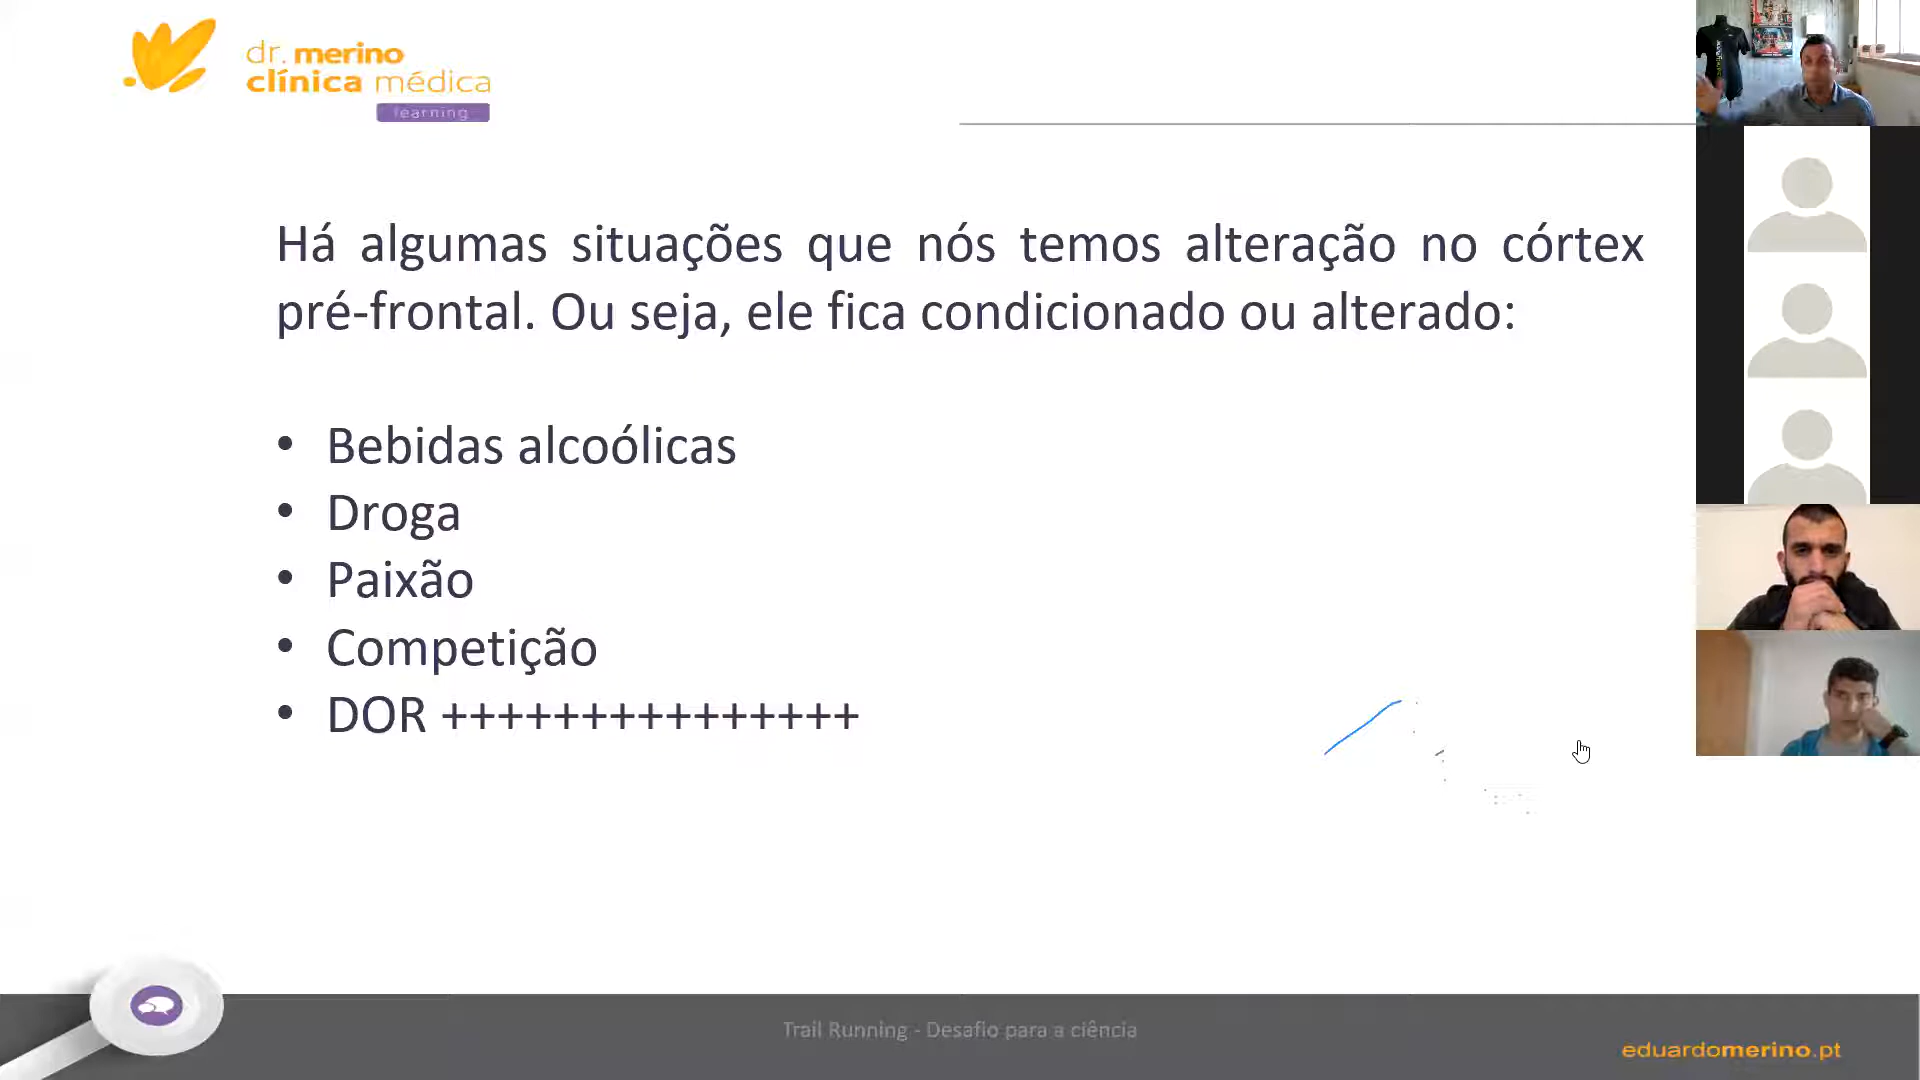 dr. merino
clínica médica
learning
Há algumas situações que nós temos alteração no córtex
pré-frontal. Ou seja, ele fica condicionado ou alterado:
• Bebidas alcoólicas
• Droga
• Paixão
• Competição
• DOR +++++++++++++++
Trail Running - Desafio para a ciência
eduardomerino.pt